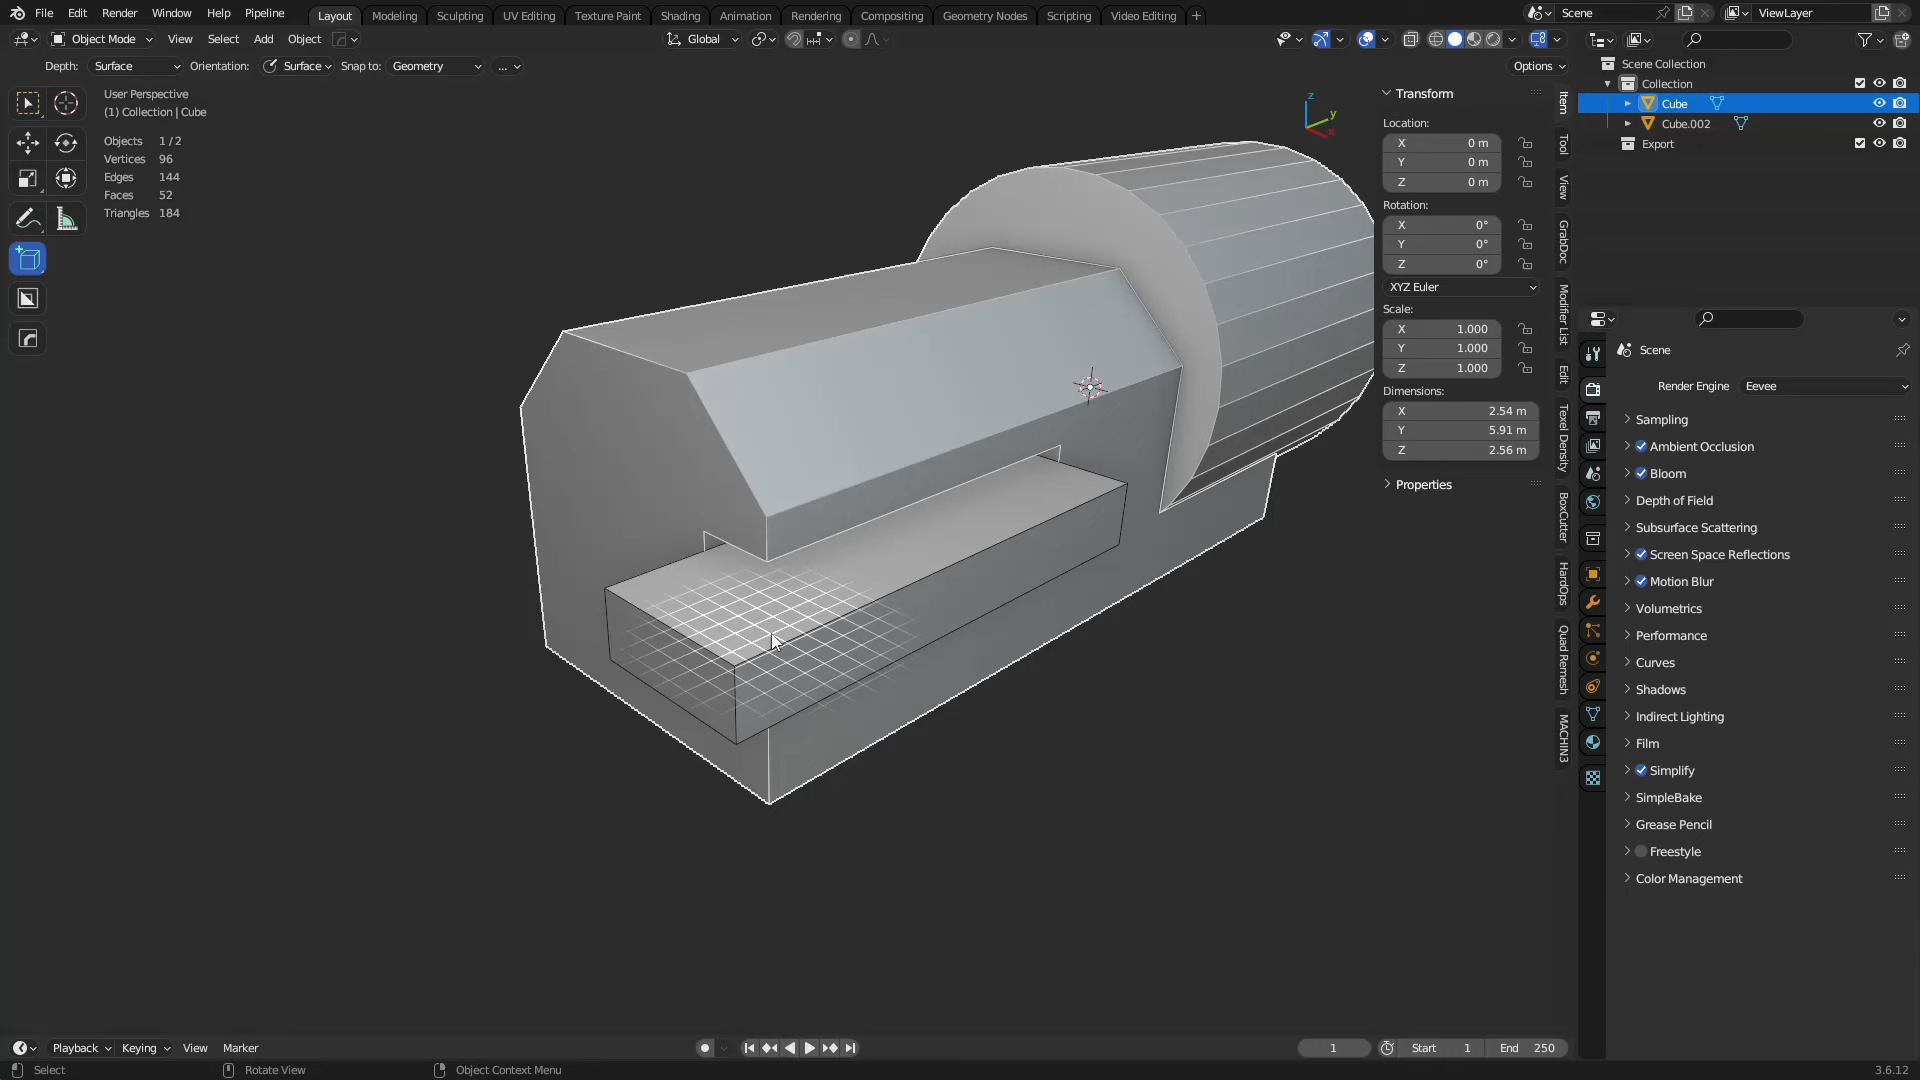 File Edit Render Window Help Pipeline Layout Modeling Sculpting UV Editing Texture Paint Shading Animation Rendering Compositing Geometry Nodes Scripting Video Editing + Scene ViewLayer
Object Mode View Select Add Object Global
Depth: Surface Orientation: Surface Snap to: Geometry ... Options
User Perspective
(1) Collection | Cube
Objects 1 / 2
Vertices 96
Edges 144
Faces 52
Triangles 184
Z
Y
X
Transform
Location:
X 0 m
Y 0 m
Z 0 m
Rotation:
X 0°
Y 0°
Z 0°
XYZ Euler
Scale:
X 1.000
Y 1.000
Z 1.000
Dimensions:
X 2.54 m
Y 5.91 m
Z 2.56 m
Properties
Item
Tool
View
GrabDoc
Modifier List
Edit
Texel Density
BoxCutter
HardOps
Quad Remesh
MACHIN3
Scene Collection
Collection
Cube
Cube.002
Export
Scene
Render Engine Eevee
Sampling
Ambient Occlusion
Bloom
Depth of Field
Subsurface Scattering
Screen Space Reflections
Motion Blur
Volumetrics
Performance
Curves
Shadows
Indirect Lighting
Film
Simplify
SimpleBake
Grease Pencil
Freestyle
Color Management
Playback Keying View Marker 1 Start 1 End 250
Select Rotate View Object Context Menu 3.6.12